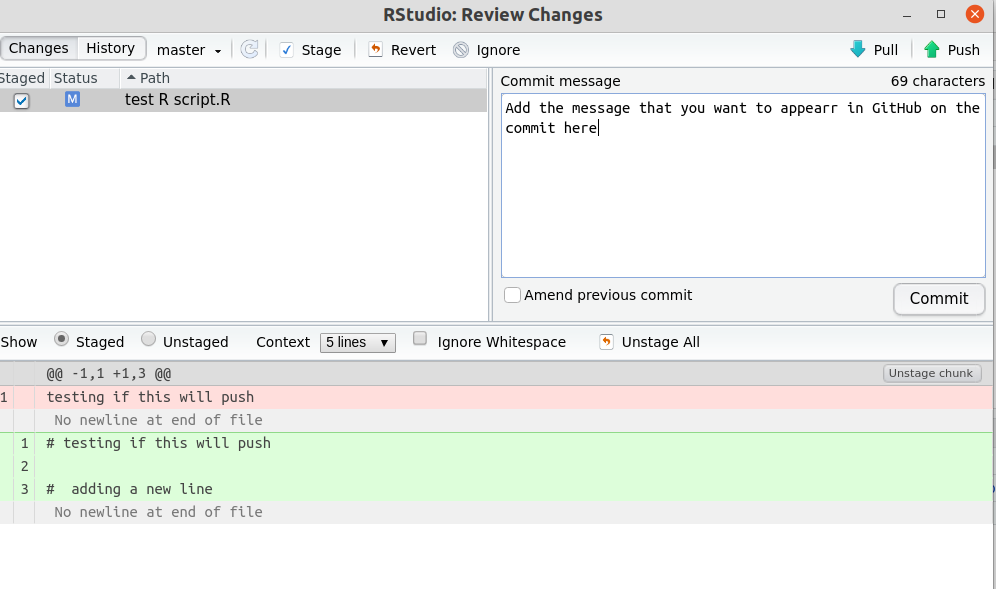 RStudio: Review Changes
Changes History master Stage Revert Ignore Pull Push
Staged Status Path
M test R script.R
Commit message 69 characters
Add the message that you want to appearr in GitHub on the
commit here
Amend previous commit
Commit
Show Staged Unstaged Context 5 lines Ignore Whitespace Unstage All
@@ -1,1 +1,3 @@ Unstage chunk
1 testing if this will push
No newline at end of file
1 # testing if this will push
2
3 #  adding a new line
No newline at end of file